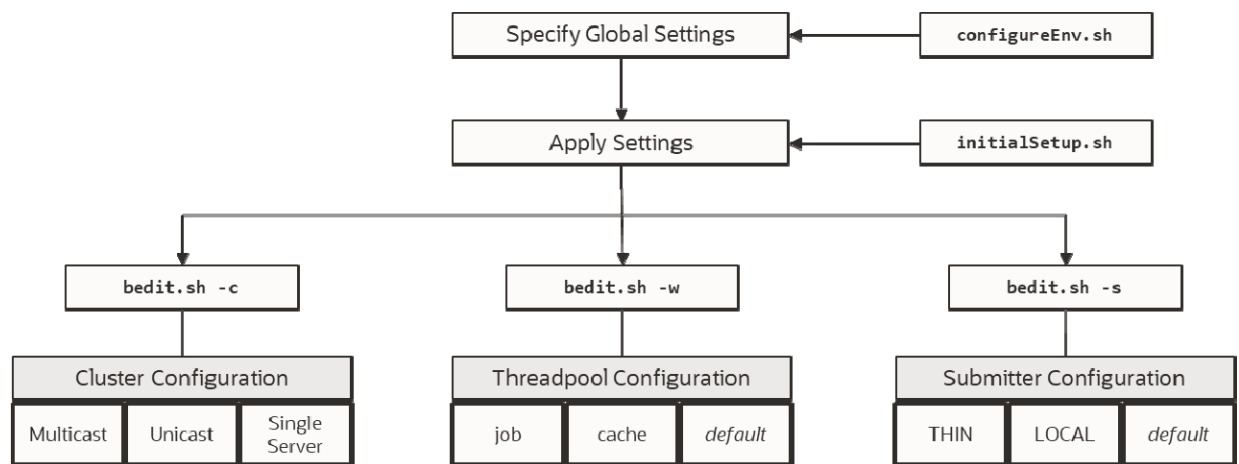 Specify Global Settings
configureEnv.sh
Apply Settings
initialSetup.sh
bedit.sh -c
bedit.sh -w
bedit.sh -s
Cluster Configuration
Threadpool Configuration
Submitter Configuration
Multicast
Unicast
Single
Server
job
cache
default
THIN
LOCAL
default